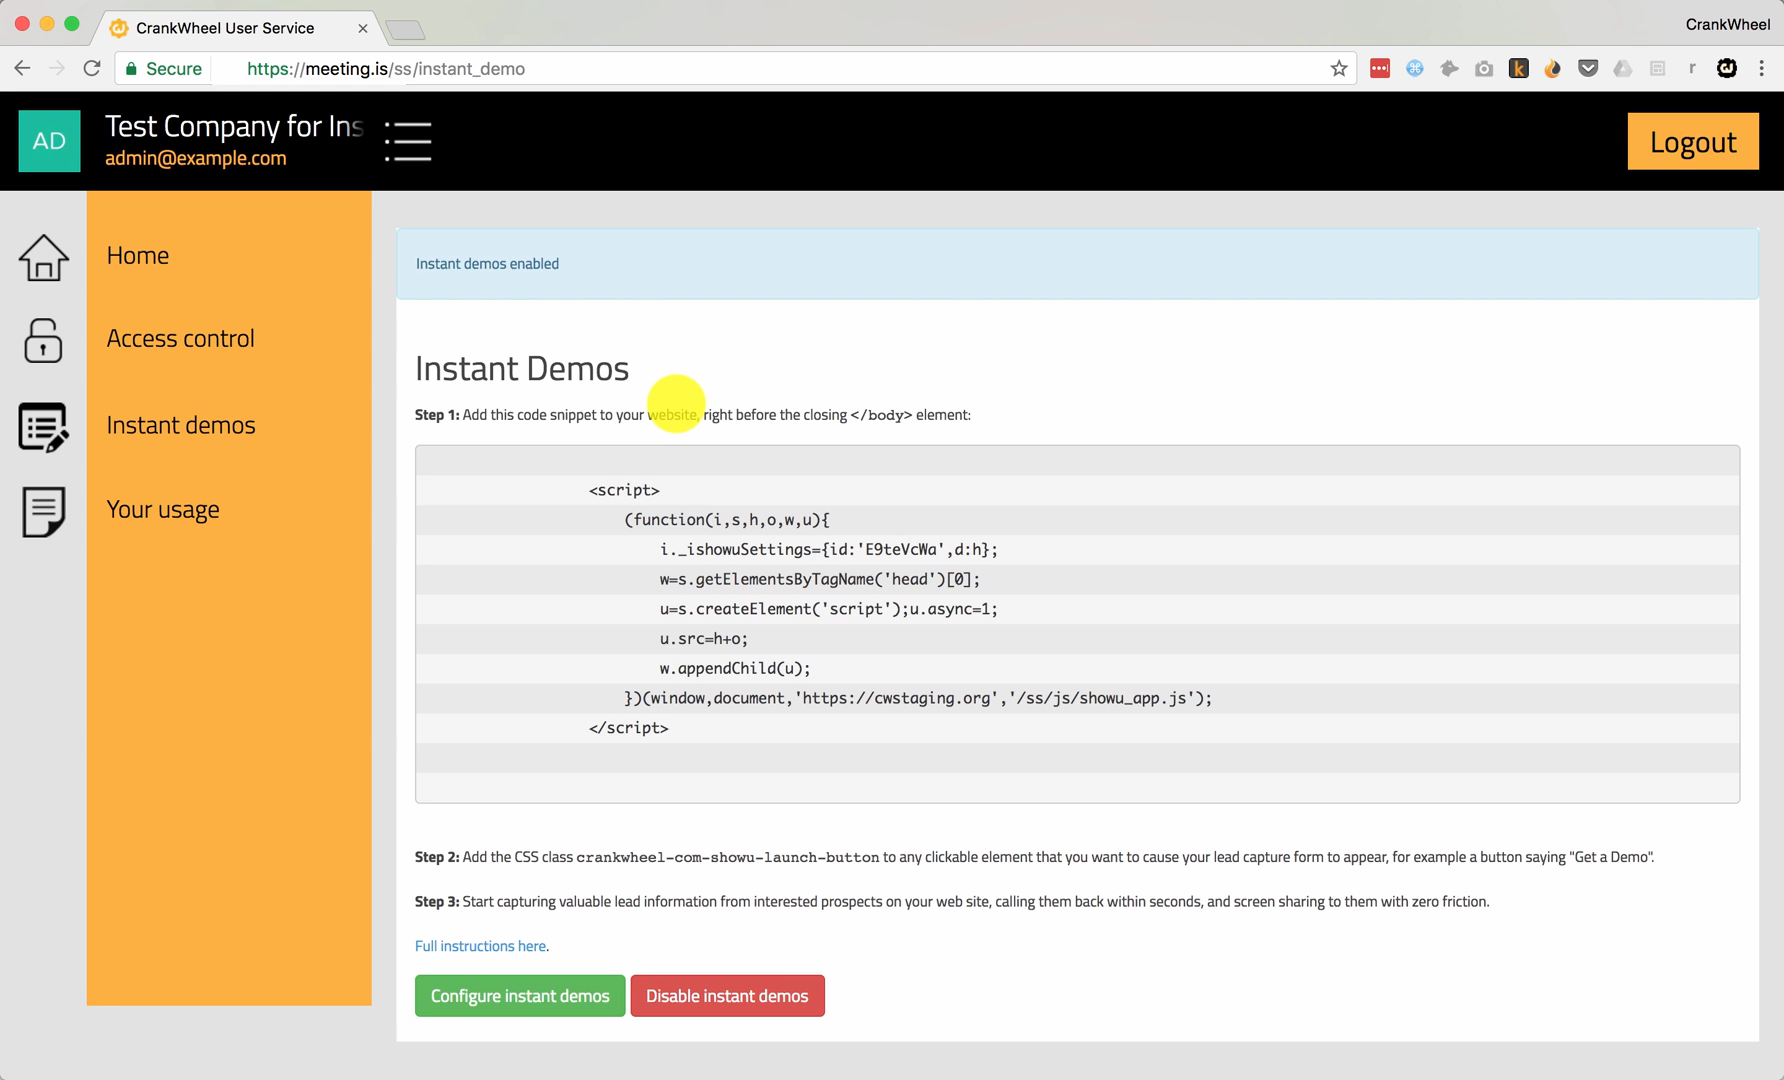 CrankWheel User Service
CrankWheel
Secure
https://meeting.is/ss/instant_demo
AD
Test Company for Ins
admin@example.com
Logout
Home
Access control
Instant demos
Your usage
Instant demos enabled
Instant Demos
Step 1: Add this code snippet to your website, right before the closing </body> element:
<script>
(function(i,s,h,o,w,u){
i._ishowuSettings={id:'E9teVcWa',d:h};
w=s.getElementsByTagName('head')[0];
u=s.createElement('script');u.async=1;
u.src=h+o;
w.appendChild(u);
})(window,document,'https://cwstaging.org','/ss/js/showu_app.js');
</script>
Step 2: Add the CSS class crankwheel-com-showu-launch-button to any clickable element that you want to cause your lead capture form to appear, for example a button saying "Get a Demo".
Step 3: Start capturing valuable lead information from interested prospects on your web site, calling them back within seconds, and screen sharing to them with zero friction.
Full instructions here.
Configure instant demos
Disable instant demos